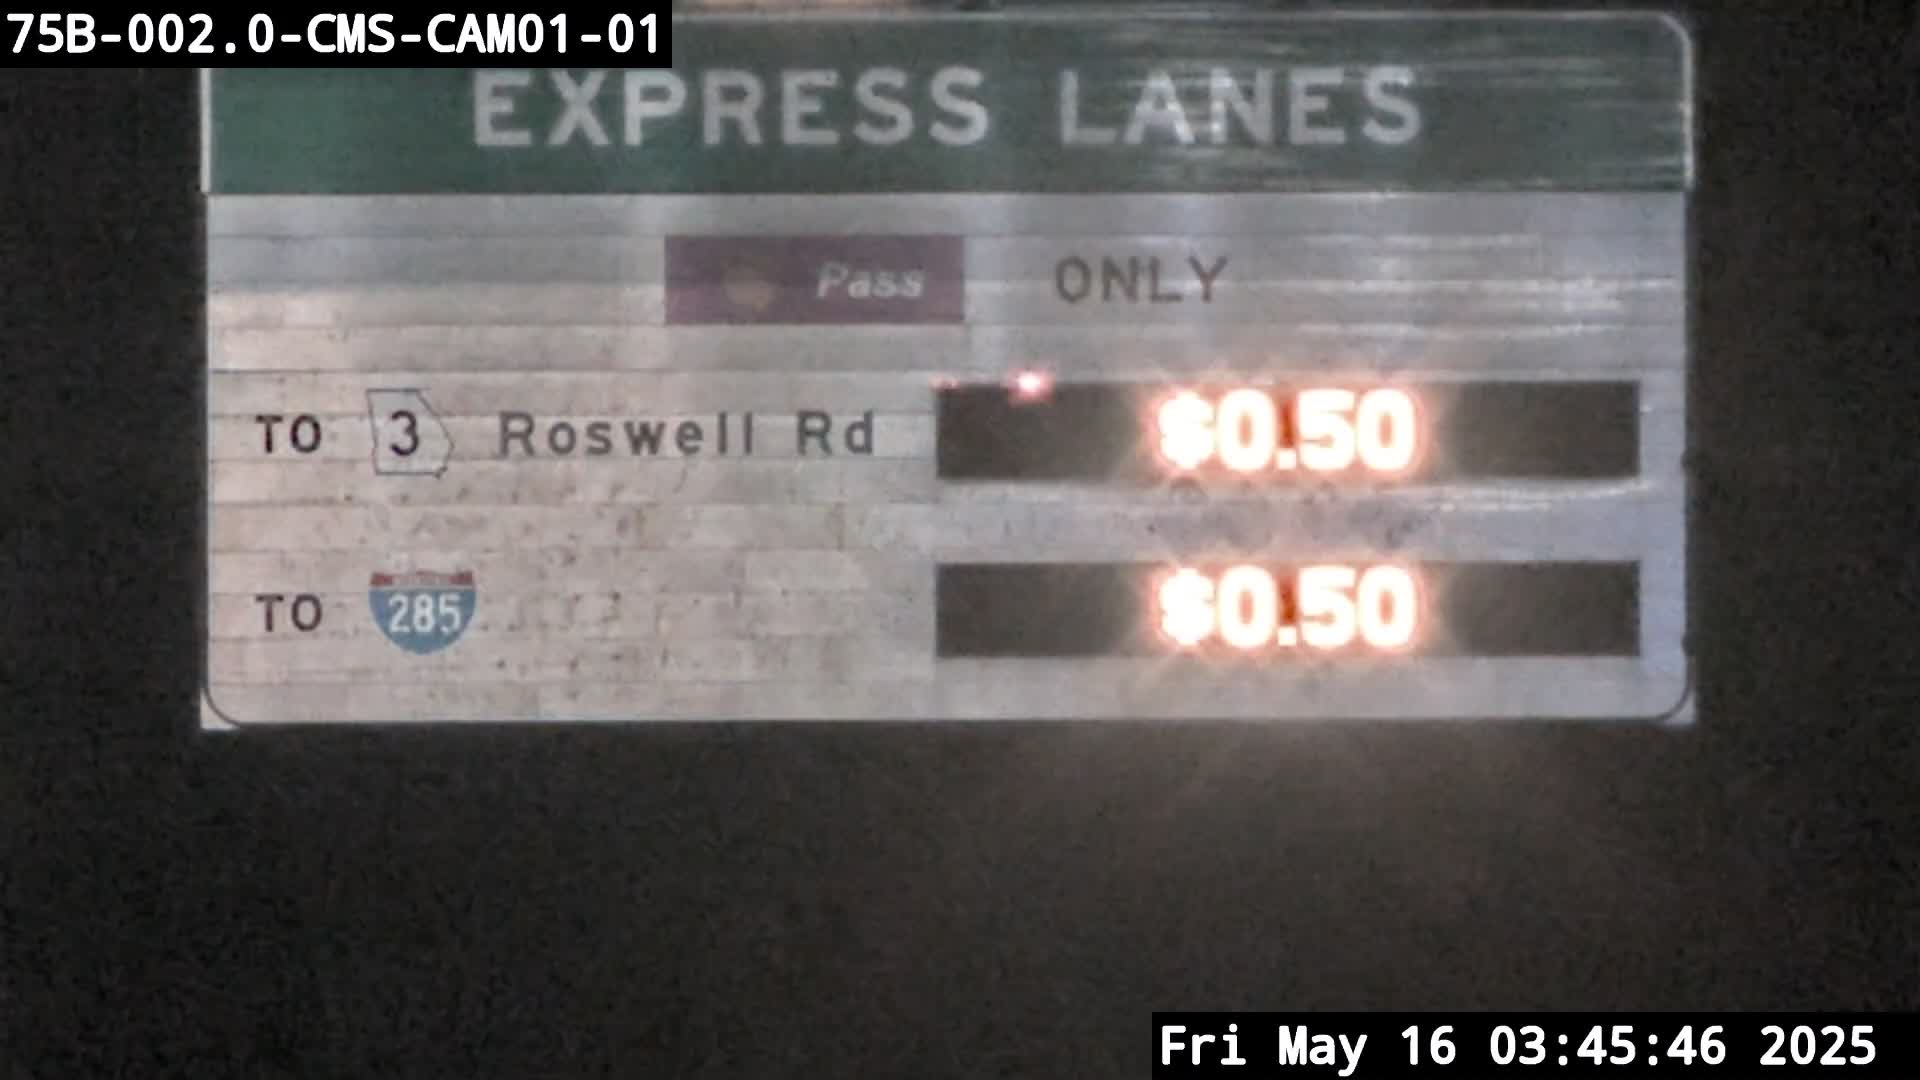 75B-002.0-CMS-CAM01-01
EXPRESS LANES
Pass ONLY
TO 3 Roswell Rd $0.50
TO 285 $0.50
Fri May 16 03:45:46 2025